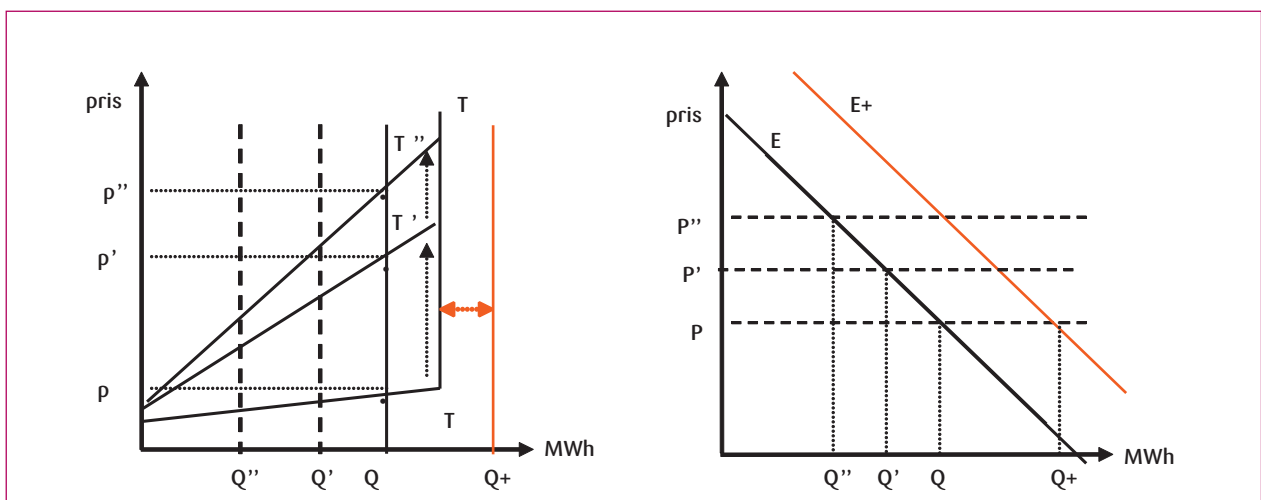 pris
T
T ''
p''
T '
p'
p
T
MWh
Q''
Q'
Q
Q+
pris
E+
E
P''
P'
P
MWh
Q''
Q'
Q
Q+